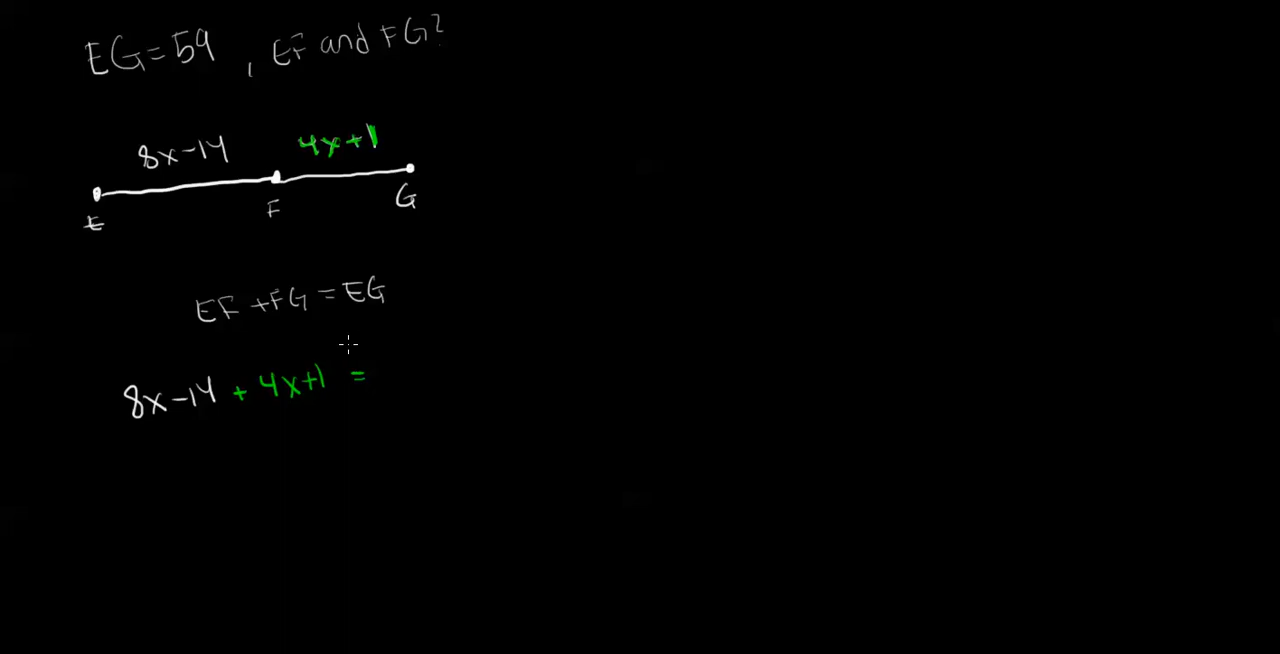 EG=59, EF and FG?
8x-14 4x+1
E F G
EF+FG=EG
8x-14+4x+1=